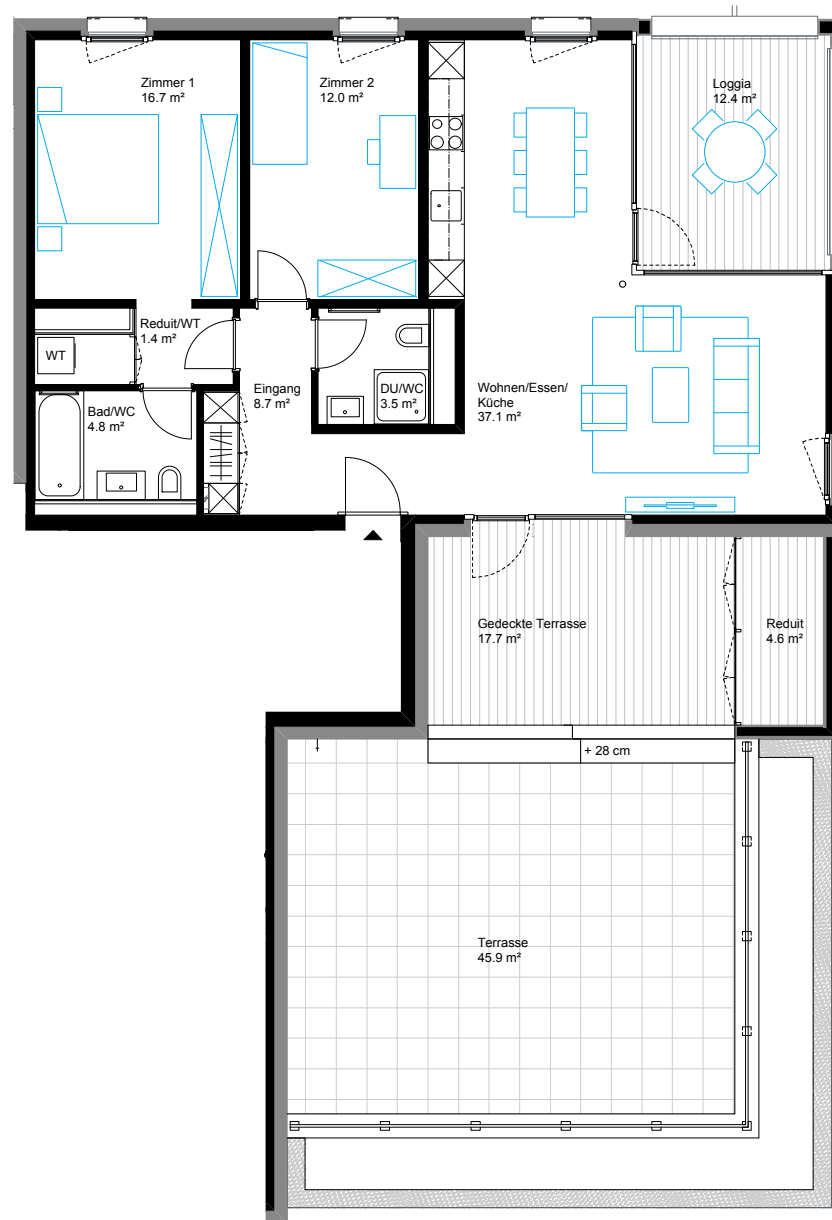 Zimmer 1
16.7 m²
Zimmer 2
12.0 m²
Loggia
12.4 m²
Reduit/WT
1.4 m²
WT
Eingang
8.7 m²
DU/WC
3.5 m²
Wohnen/Essen/
Küche
37.1 m²
Bad/WC
4.8 m²
Gedeckte Terrasse
17.7 m²
Reduit
4.6 m²
+ 28 cm
Terrasse
45.9 m²